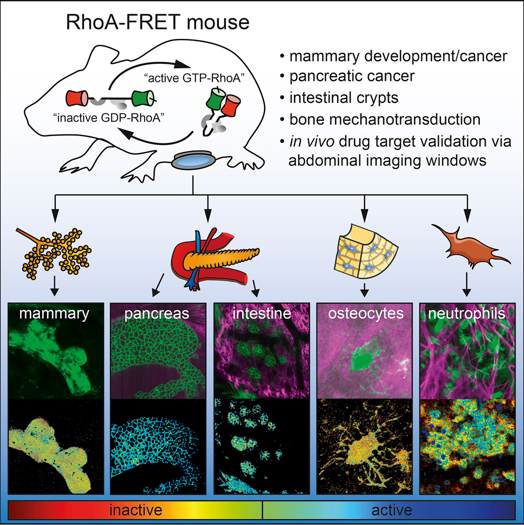 RhoA-FRET mouse
“active GTP-RhoA”
“inactive GDP-RhoA”
• mammary development/cancer
• pancreatic cancer
• intestinal crypts
• bone mechanotransduction
• in vivo drug target validation via
abdominal imaging windows
mammary
pancreas
intestine
osteocytes
neutrophils
inactive
active